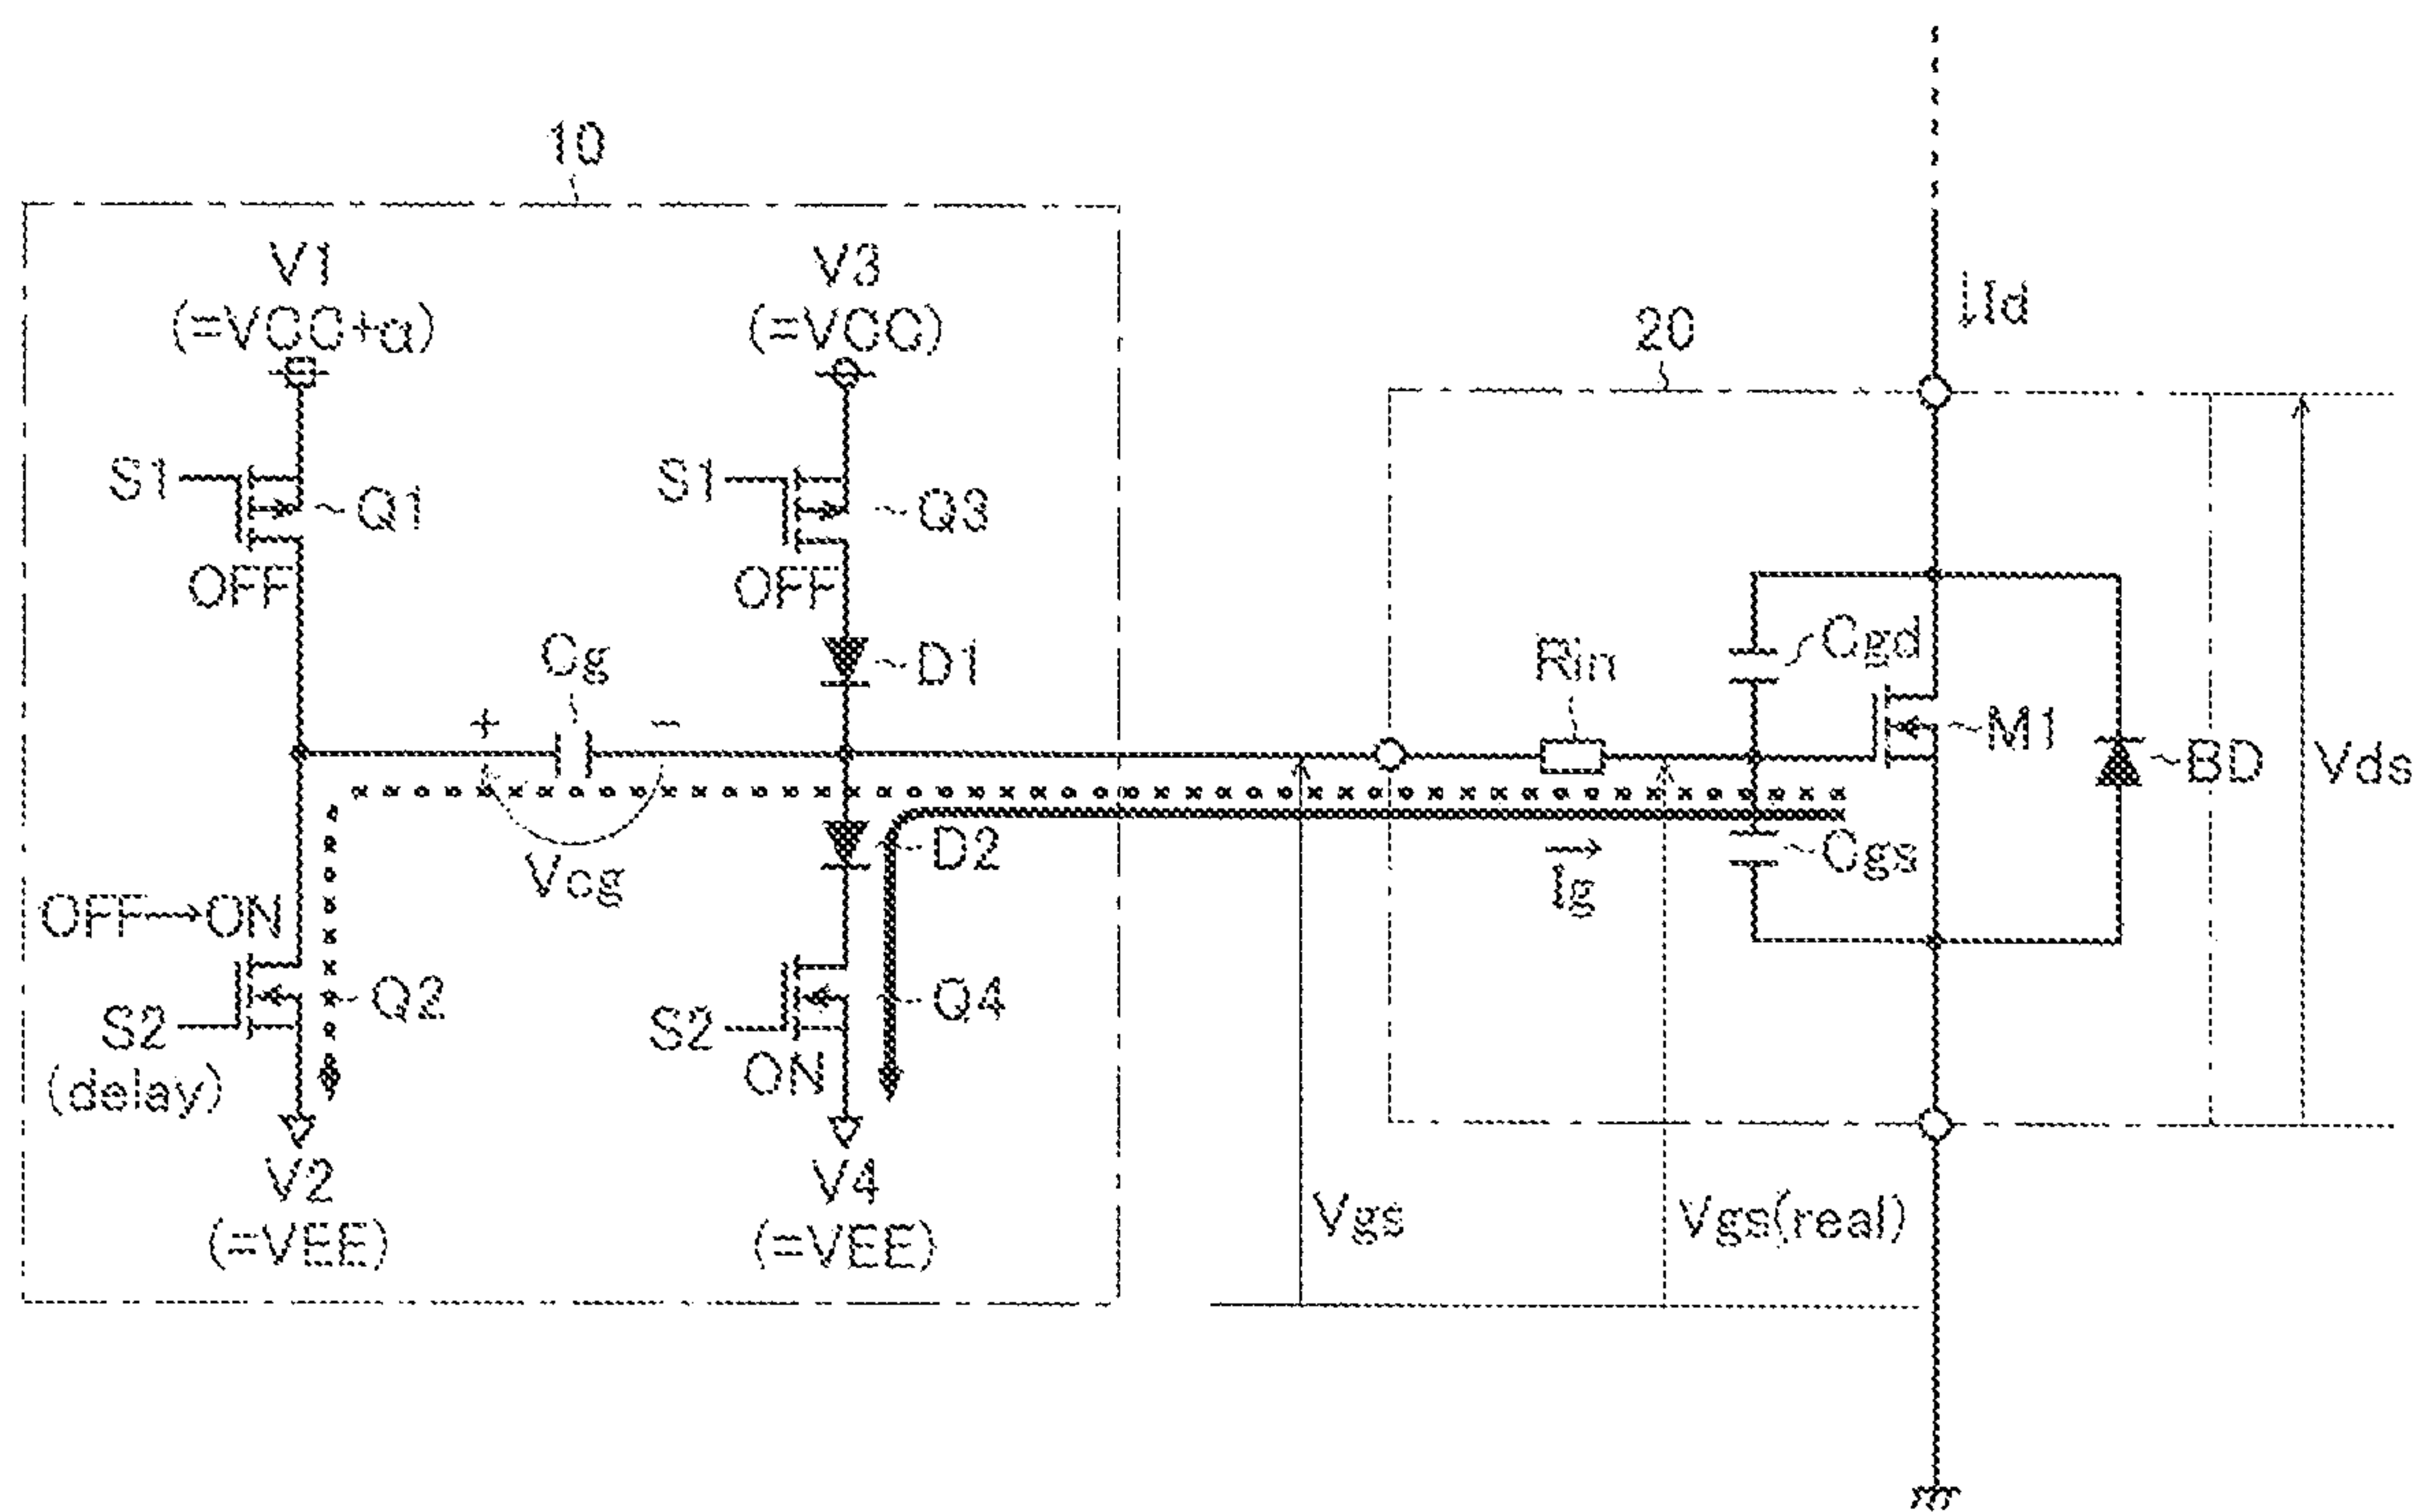 10
V1
(=VCC+α)
V3
(=VCC)
↓Id
20
S1
Q1
S1
Q3
OFF
OFF
Cg
D1
Rin
Cgd
+
−
M1
BD
Vds
Vcg
D2
Cgs
Ig
OFF→ON
S2
(delay)
Q2
S2
Q4
ON
V2
(=VEE)
V4
(=VEE)
Vgs
Vgs(real)